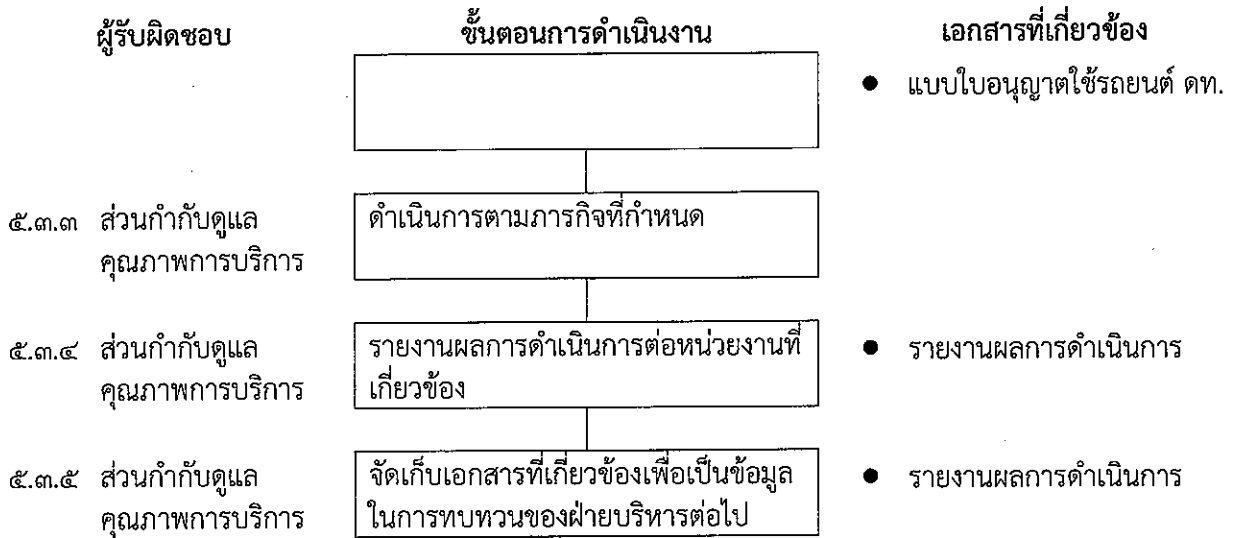 ผู้รับผิดชอบ ขั้นตอนการดำเนินงาน เอกสารที่เกี่ยวข้อง
● แบบใบอนุญาตใช้รถยนต์ ดท.
๕.๓.๓ ส่วนกำกับดูแล ดำเนินการตามภารกิจที่กำหนด
คุณภาพการบริการ
๕.๓.๔ ส่วนกำกับดูแล รายงานผลการดำเนินการต่อหน่วยงานที่ ● รายงานผลการดำเนินการ
คุณภาพการบริการ เกี่ยวข้อง
๕.๓.๕ ส่วนกำกับดูแล จัดเก็บเอกสารที่เกี่ยวข้องเพื่อเป็นข้อมูล ● รายงานผลการดำเนินการ
คุณภาพการบริการ ในการทบทวนของฝ่ายบริหารต่อไป